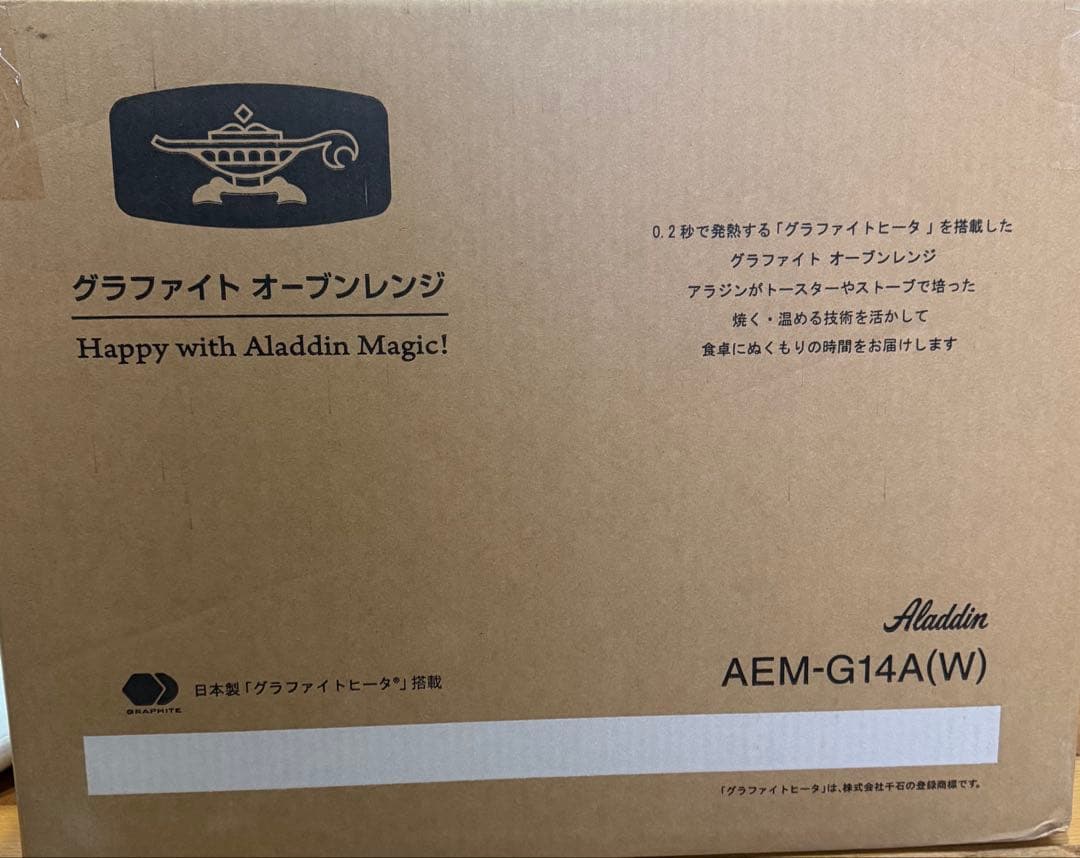 グラファイト オーブンレンジ
Happy with Aladdin Magic!
0.2秒で発熱する「グラファイトヒータ」を搭載した
グラファイト オーブンレンジ
アラジンがトースターやストーブで培った
焼く・温める技術を活かして
食卓にぬくもりの時間をお届けします
Aladdin
AEM-G14A(W)
GRAPHITE
日本製「グラファイトヒータ®」搭載
「グラファイトヒータ」は、株式会社千石の登録商標です。